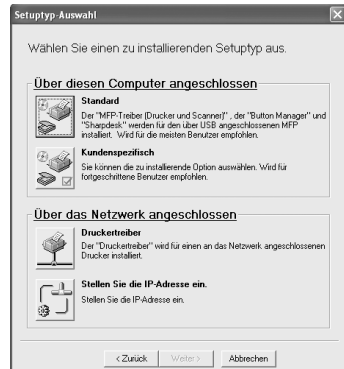 Setuptyp-Auswahl
Wählen Sie einen zu installierenden Setuptyp aus.
Über diesen Computer angeschlossen
Standard
Der "MFP-Treiber (Drucker und Scanner)" , der "Button Manager" und
"Sharpdesk" werden für den über USB angeschlossenen MFP
installiert. Wird für die meisten Benutzer empfohlen.
Kundenspezifisch
Sie können die zu installierende Option auswählen. Wird für
fortgeschrittene Benutzer empfohlen.
Über das Netzwerk angeschlossen
Druckertreiber
Der "Druckertreiber" wird für einen an das Netzwerk angeschlossenen
Drucker installiert.
Stellen Sie die IP-Adresse ein.
Stellen Sie die IP-Adresse ein.
< Zurück Weiter > Abbrechen